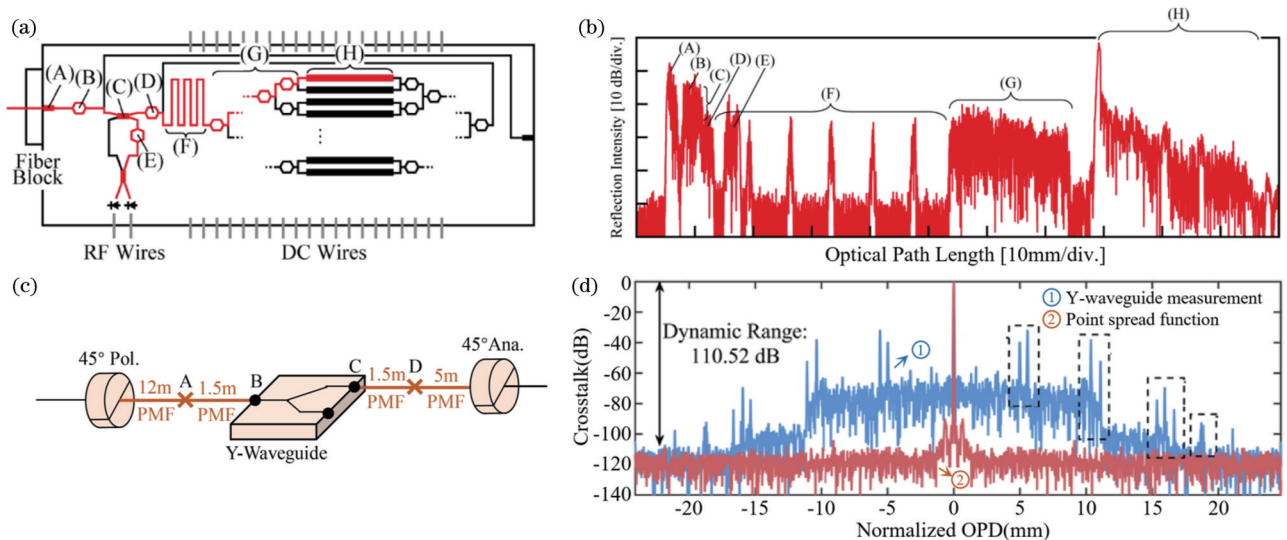 (a)
(A)
(B)
(C)
(D)
(E)
(F)
(G)
(H)
Fiber
Block
RF Wires
DC Wires
(b)
Reflection Intensity [10 dB/div.]
(A)
(B)
(C)
(D)
(E)
(F)
(G)
(H)
Optical Path Length [10mm/div.]
(c)
45° Pol.
12m
A
1.5m
B
C
1.5m
D
5m
45°Ana.
PMF
PMF
PMF
PMF
Y-Waveguide
(d)
Crosstalk(dB)
0
-20
-40
-60
-80
-100
-120
-140
Dynamic Range:
110.52 dB
① Y-waveguide measurement
② Point spread function
①
②
-20
-15
-10
-5
0
5
10
15
20
Normalized OPD(mm)